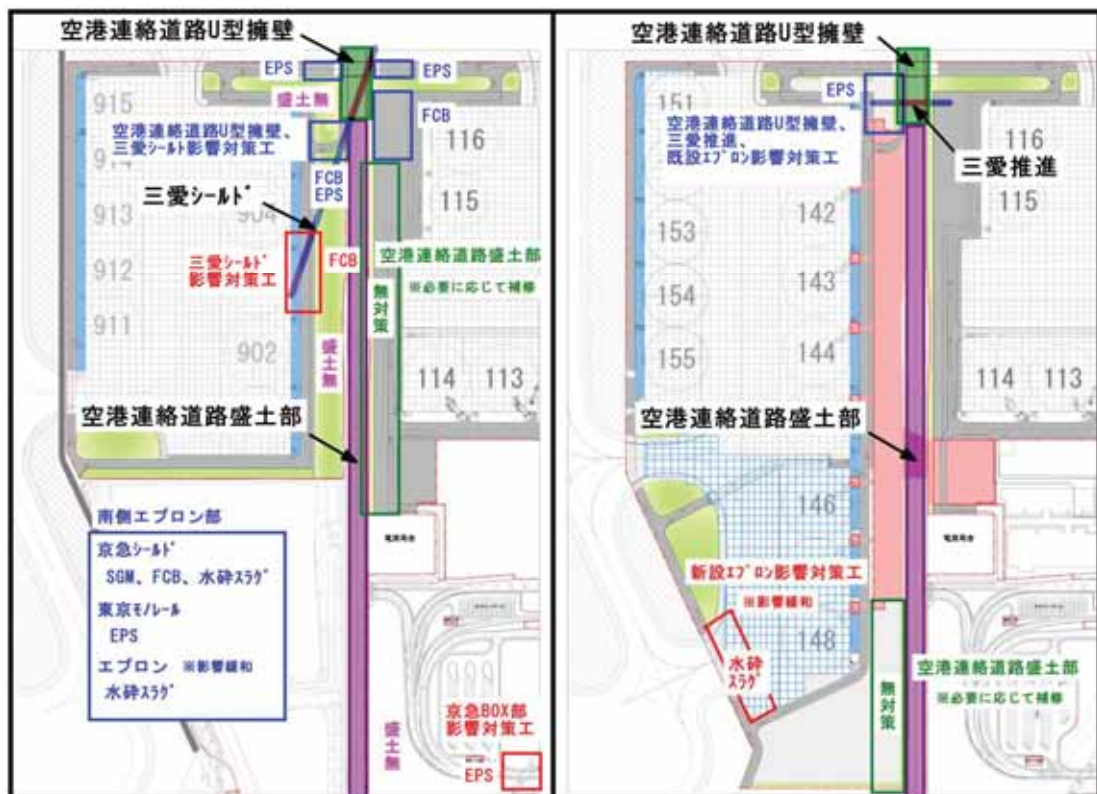 空港連絡道路U型擁壁
EPS
EPS
盛土無
915
FCB
空港連絡道路U型擁壁、
三愛シールド影響対策工
914
116
FCB
EPS
三愛シールド
904
913
115
三愛シールド
影響対策工
FCB
空港連絡道路盛土部
※必要に応じて補修
912
無対策
911
902
盛土無
114
113
空港連絡道路盛土部
南側エプロン部
京急シールド
SGM、FCB、水砕スラグ
東京モノレール
EPS
エプロン ※影響緩和
水砕スラグ
盛土無
京急BOX部
影響対策工
EPS
空港連絡道路U型擁壁
EPS
151
空港連絡道路U型擁壁、
三愛推進、
既設エプロン影響対策工
116
三愛推進
115
142
153
143
154
144
155
114
113
空港連絡道路盛土部
146
新設エプロン影響対策工
※影響緩和
148
水砕
スラグ
無対策
空港連絡道路盛土部
※必要に応じて補修